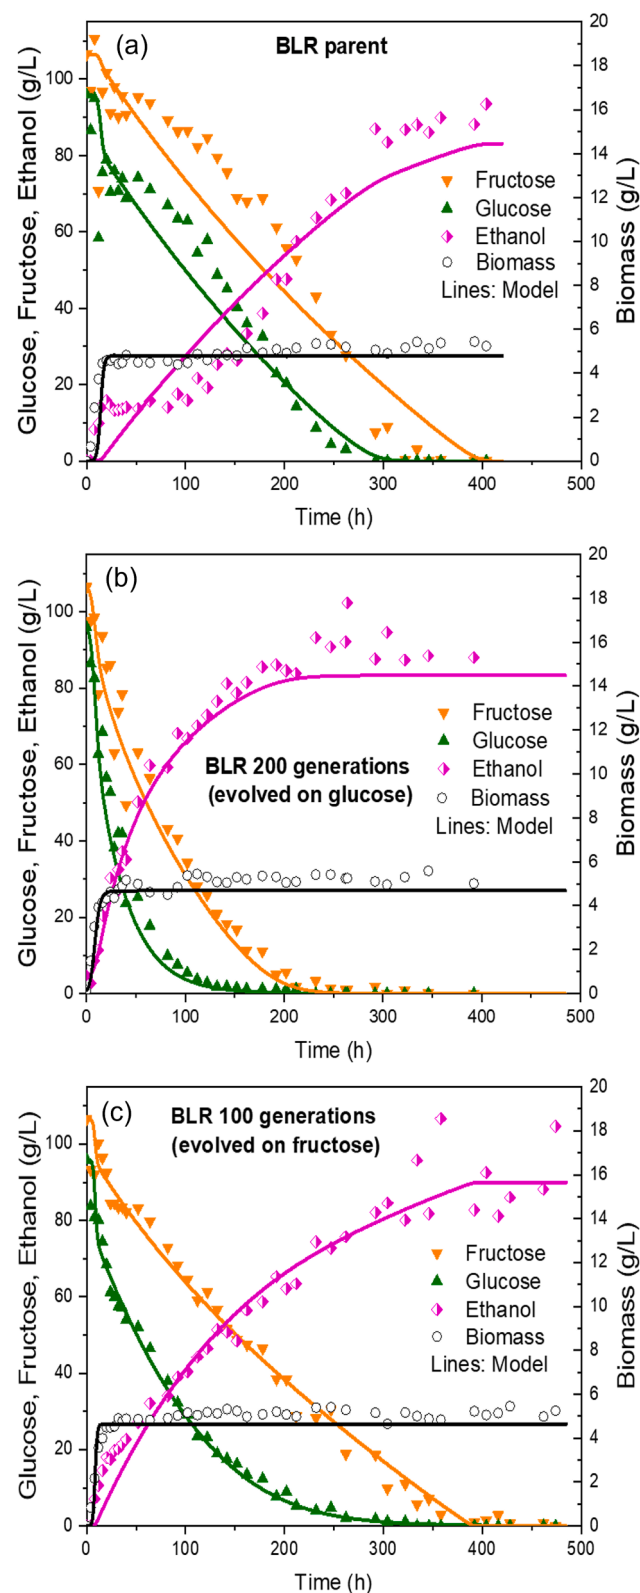 (a)
BLR parent
Glucose, Fructose, Ethanol (g/L)
Biomass (g/L)
100
80
60
40
20
0
20
18
16
14
12
10
8
6
4
2
0
Fructose
Glucose
Ethanol
Biomass
Lines: Model
0 100 200 300 400 500
Time (h)
(b)
Glucose, Fructose, Ethanol (g/L)
Biomass (g/L)
100
80
60
40
20
0
20
18
16
14
12
10
8
6
4
2
0
BLR 200 generations
(evolved on glucose)
Fructose
Glucose
Ethanol
Biomass
Lines: Model
0 100 200 300 400 500
Time (h)
(c)
BLR 100 generations
(evolved on fructose)
Glucose, Fructose, Ethanol (g/L)
Biomass (g/L)
100
80
60
40
20
0
20
18
16
14
12
10
8
6
4
2
0
Fructose
Glucose
Ethanol
Biomass
Lines: Model
0 100 200 300 400 500
Time (h)